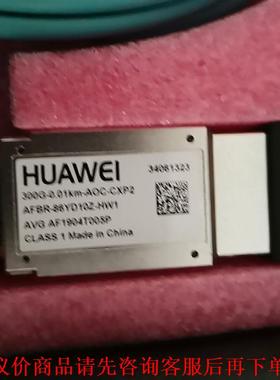 HUAWEI
34061323
300G-0.01km-AOC-CXP2
AFBR-86YD10Z-HW1
AVG AF1904T005P
CLASS 1 Made in China
议价商品请先咨询客服后再下单